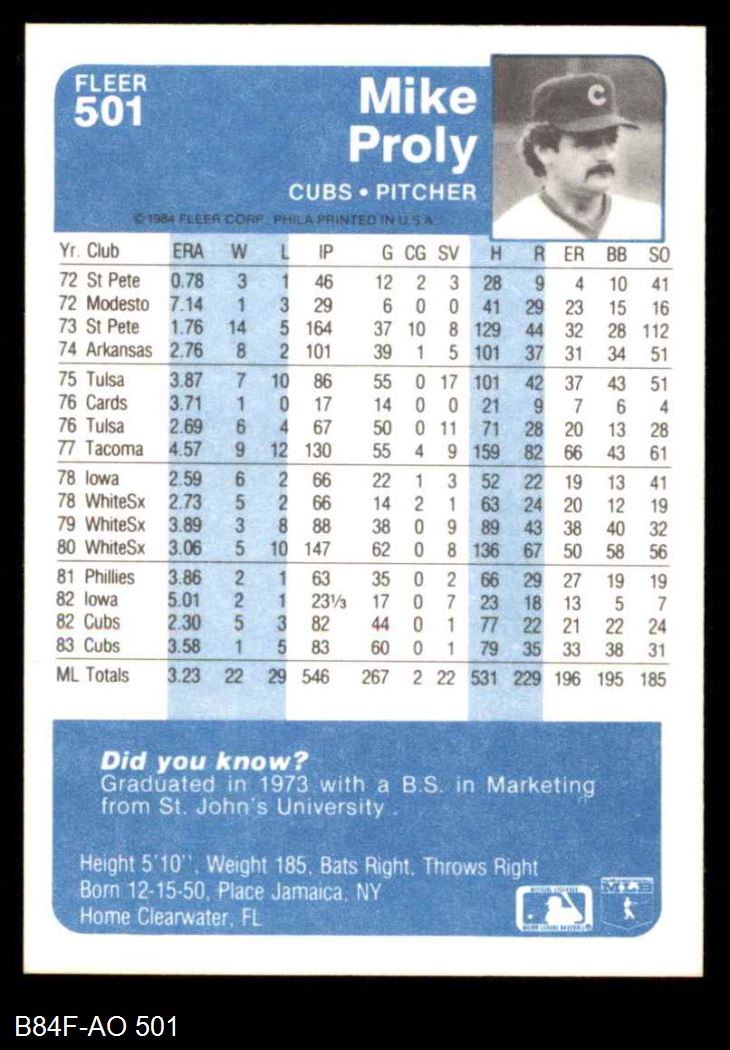 FLEER
501
Mike
Proly
CUBS • PITCHER
© 1984 FLEER CORP., PHILA PRINTED IN U.S.A.
Yr. Club ERA W L IP G CG SV H R ER BB SO
72 St Pete 0.78 3 1 46 12 2 3 28 9 4 10 41
72 Modesto 7.14 1 3 29 6 0 0 41 29 23 15 16
73 St Pete 1.76 14 5 164 37 10 8 129 44 32 28 112
74 Arkansas 2.76 8 2 101 39 1 5 101 37 31 34 51
75 Tulsa 3.87 7 10 86 55 0 17 101 42 37 43 51
76 Cards 3.71 1 0 17 14 0 0 21 9 7 6 4
76 Tulsa 2.69 6 4 67 50 0 11 71 28 20 13 28
77 Tacoma 4.57 9 12 130 55 4 9 159 82 66 43 61
78 Iowa 2.59 6 2 66 22 1 3 52 22 19 13 41
78 WhiteSx 2.73 5 2 66 14 2 1 63 24 20 12 19
79 WhiteSx 3.89 3 8 88 38 0 9 89 43 38 40 32
80 WhiteSx 3.06 5 10 147 62 0 8 136 67 50 58 56
81 Phillies 3.86 2 1 63 35 0 2 66 29 27 19 19
82 Iowa 5.01 2 1 23⅓ 17 0 7 23 18 13 5 7
82 Cubs 2.30 5 3 82 44 0 1 77 22 21 22 24
83 Cubs 3.58 1 5 83 60 0 1 79 35 33 38 31
ML Totals 3.23 22 29 546 267 2 22 531 229 196 195 185
Did you know?
Graduated in 1973 with a B.S. in Marketing
from St. John's University.
Height 5'10", Weight 185, Bats Right, Throws Right
Born 12-15-50, Place Jamaica, NY
Home Clearwater, FL
OFFICIAL LICENSEE
MAJOR LEAGUE BASEBALL
MLB
C
B84F-AO 501